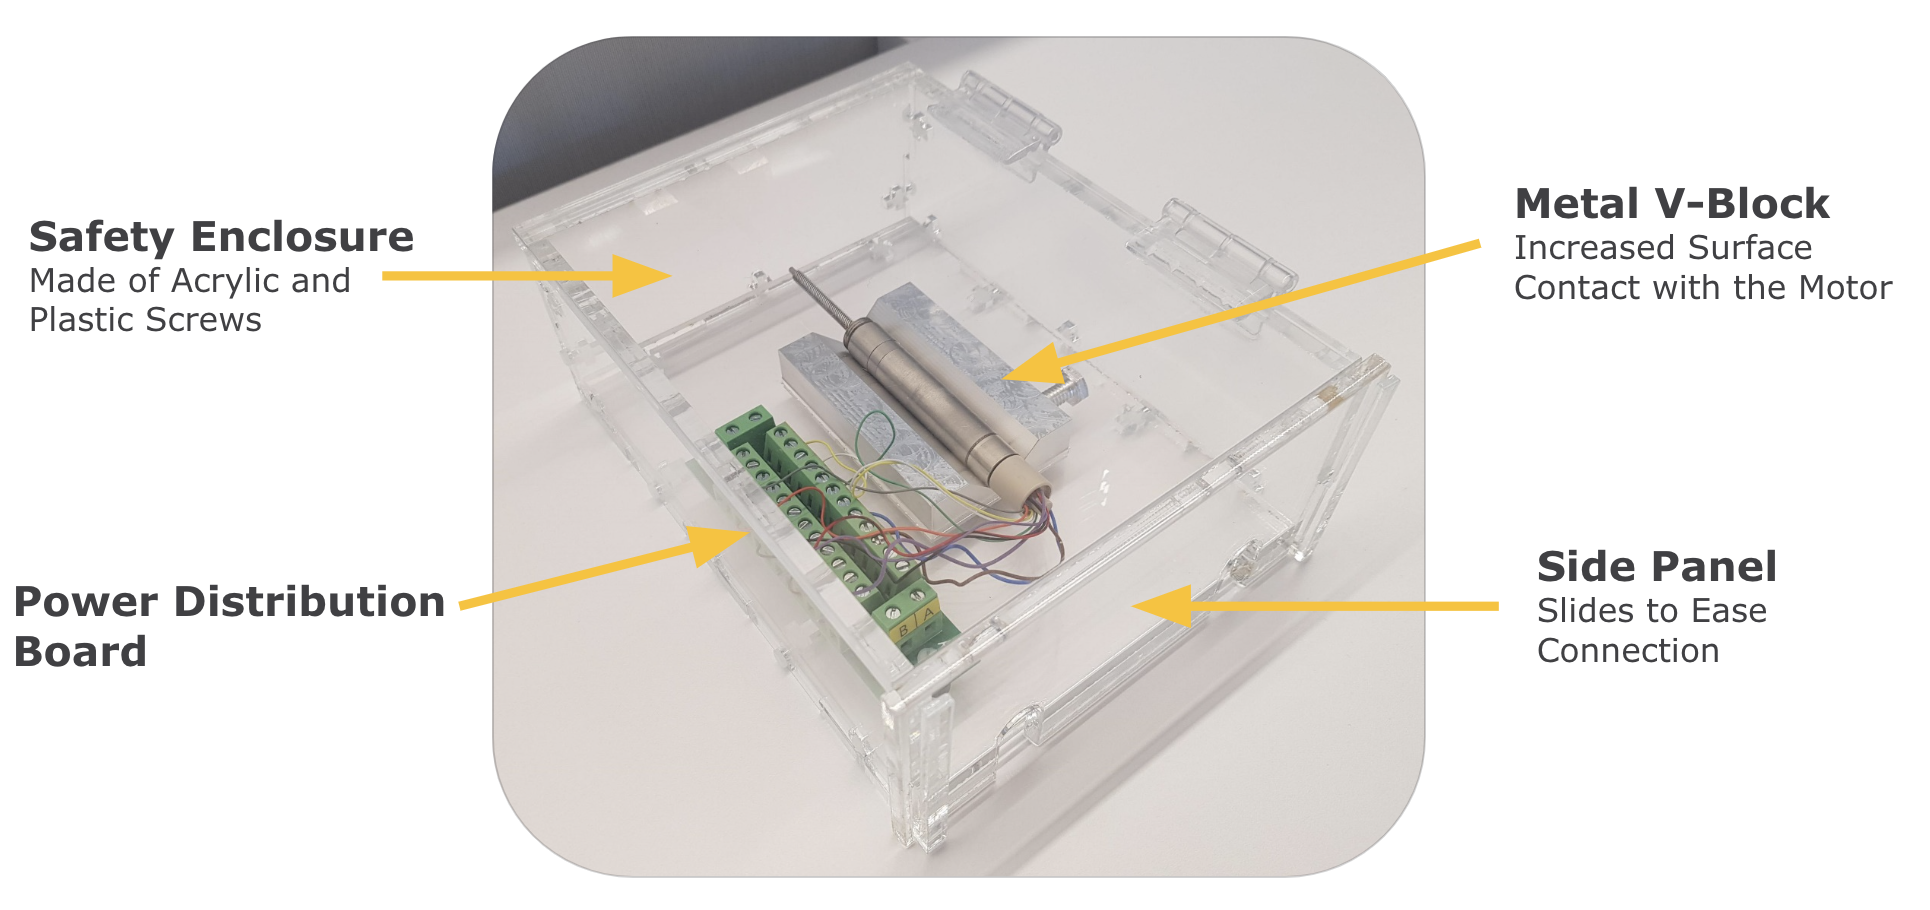 Safety Enclosure
Made of Acrylic and
Plastic Screws
Metal V-Block
Increased Surface
Contact with the Motor
Power Distribution
Board
Side Panel
Slides to Ease
Connection
B A